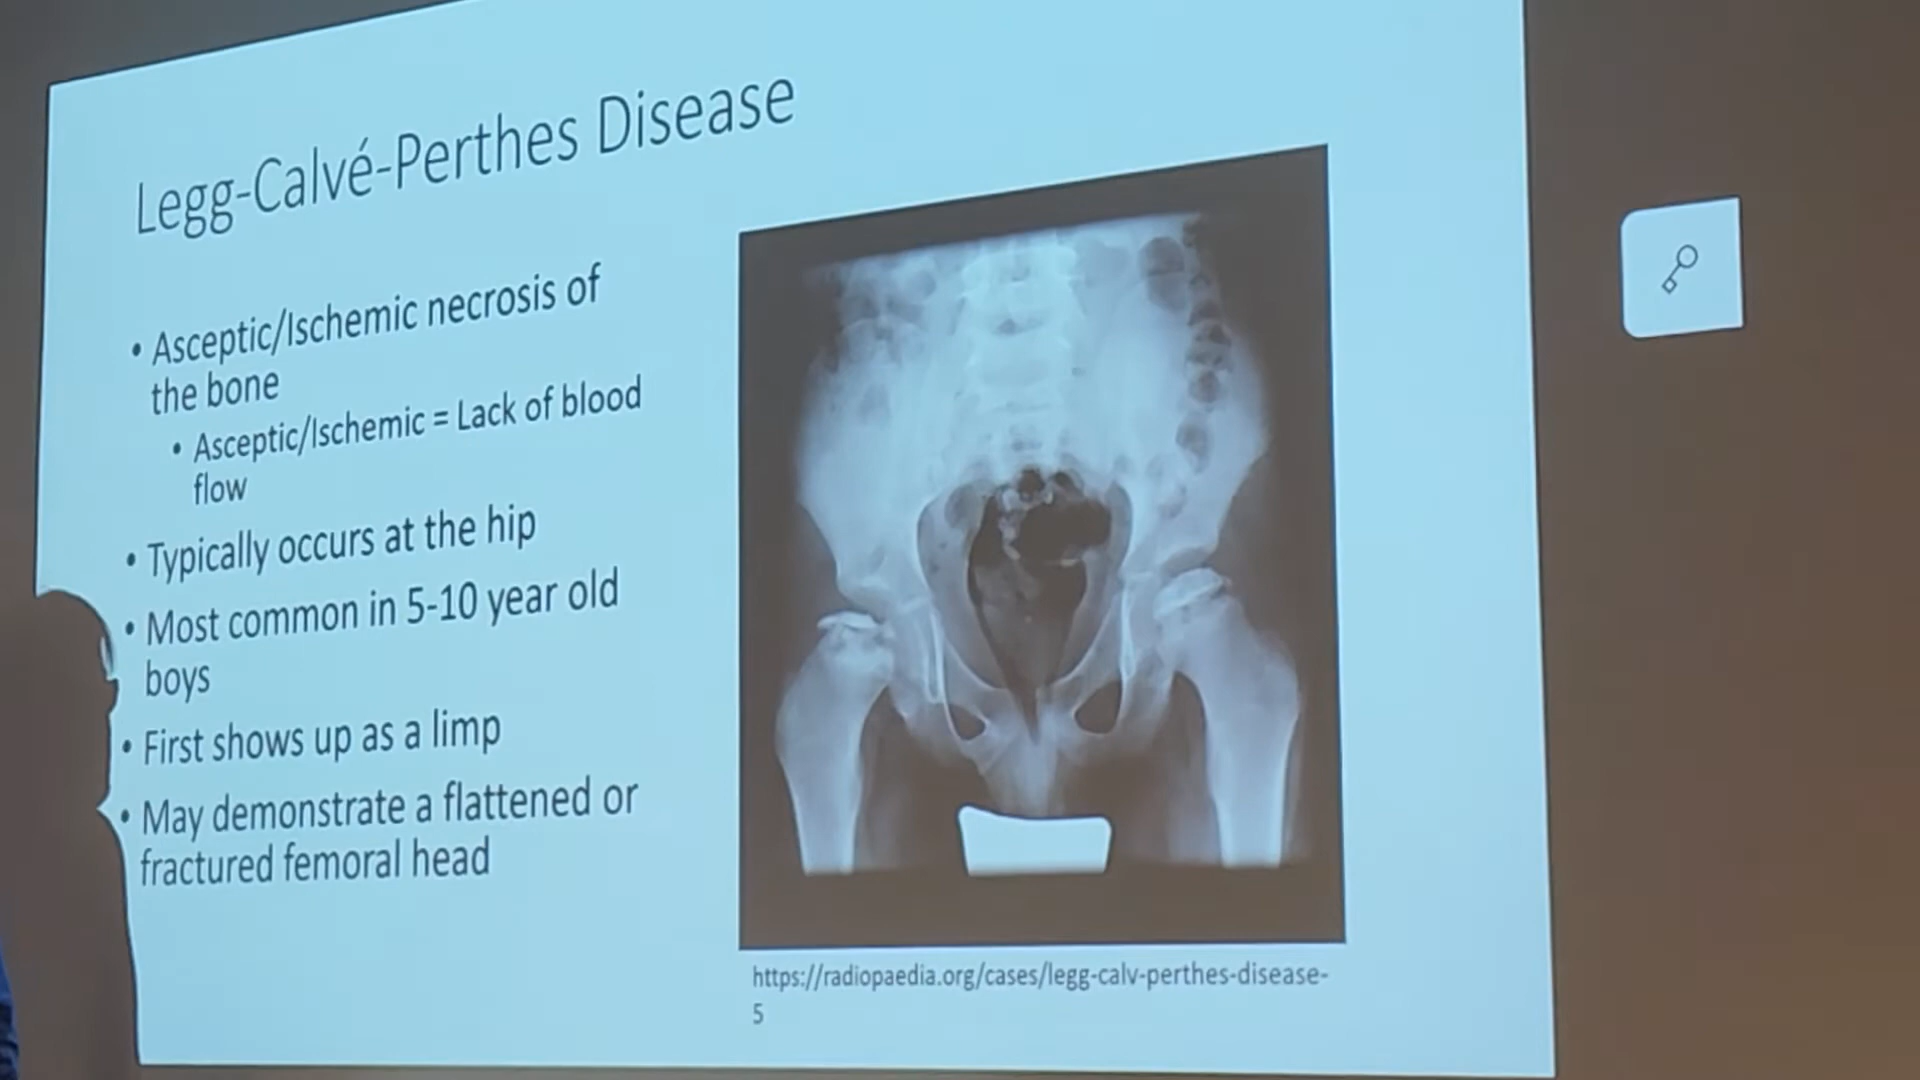 Legg-Calvé-Perthes Disease
• Asceptic/Ischemic necrosis of
the bone
• Asceptic/Ischemic = Lack of blood
flow
• Typically occurs at the hip
• Most common in 5-10 year old
boys
• First shows up as a limp
• May demonstrate a flattened or
fractured femoral head
https://radiopaedia.org/cases/legg-calv-perthes-disease-
5